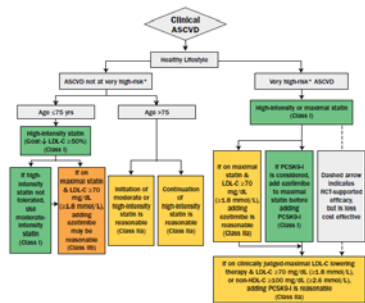 Clinical
ASCVD
Healthy Lifestyle
ASCVD not at very high-risk*
Very high-risk* ASCVD
Age ≤75 yrs
Age >75
High-intensity or maximal statin
(Class I)
High-intensity statin
(Goal: ↓ LDL-C ≥50%)
(Class I)
If high-
intensity statin
not
tolerated,
use
moderate-
intensity statin
(Class I)
If on
maximal statin
& LDL-C ≥70
mg/dL
(≥1.8 mmol/L),
adding
ezetimibe
may be
reasonable
(Class IIb)
Initiation of
moderate or
high-intensity
statin is
reasonable
(Class IIa)
Continuation
of
high-intensity
statin is
reasonable
(Class IIa)
If on maximal
statin &
LDL-C ≥70
mg/dL
(≥1.8 mmol/L),
adding
ezetimibe is
reasonable
(Class IIa)
If PCSK9-I
is considered,
add ezetimibe
to maximal
statin before
adding
PCSK9-I
(Class I)
Dashed arrow
indicates
RCT-supported
efficacy,
but is less
cost effective
If on clinically judged-maximal LDL-C lowering
therapy & LDL-C ≥70 mg/dL (≥1.8 mmol/L),
or non-HDL-C ≥100 mg/dL (≥2.6 mmol/L),
adding PCSK9-I is reasonable
(Class IIa)